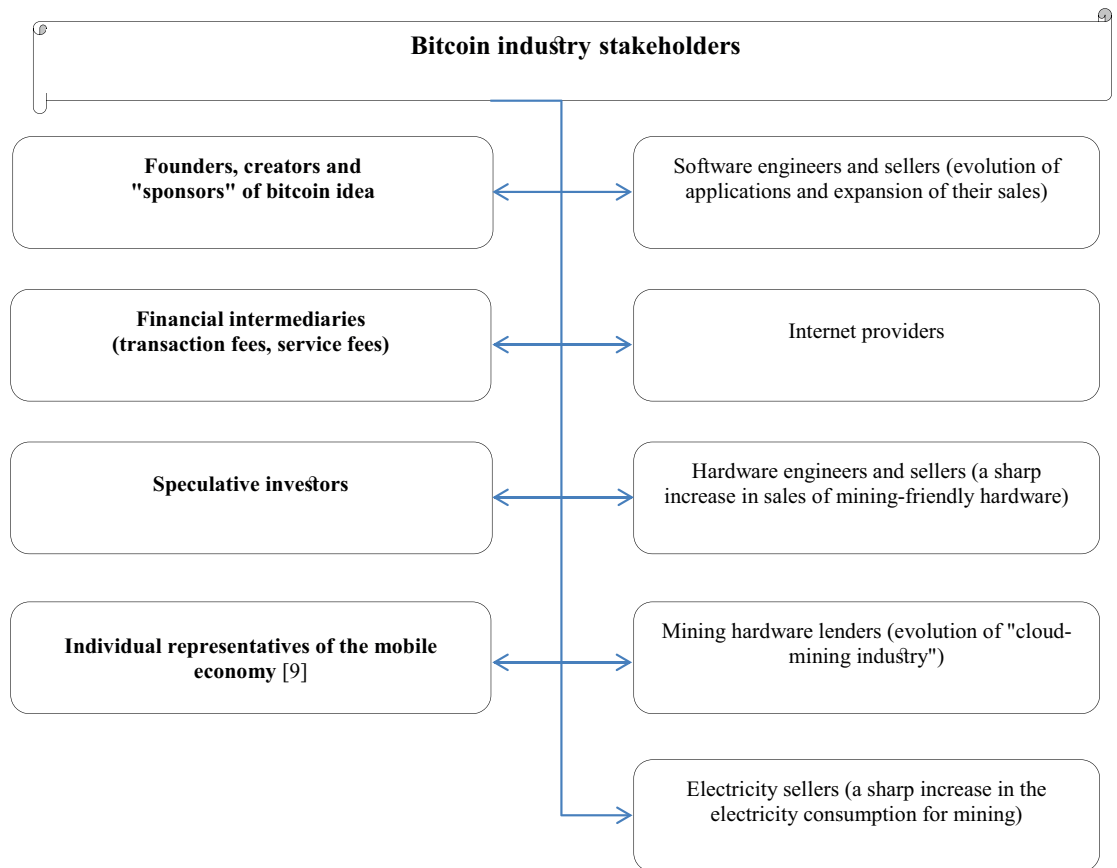 Bitcoin industry stakeholders
Founders, creators and
"sponsors" of bitcoin idea
Software engineers and sellers (evolution of
applications and expansion of their sales)
Financial intermediaries
(transaction fees, service fees)
Internet providers
Speculative investors
Hardware engineers and sellers (a sharp
increase in sales of mining-friendly hardware)
Individual representatives of the mobile
economy [9]
Mining hardware lenders (evolution of "cloud-
mining industry")
Electricity sellers (a sharp increase in the
electricity consumption for mining)